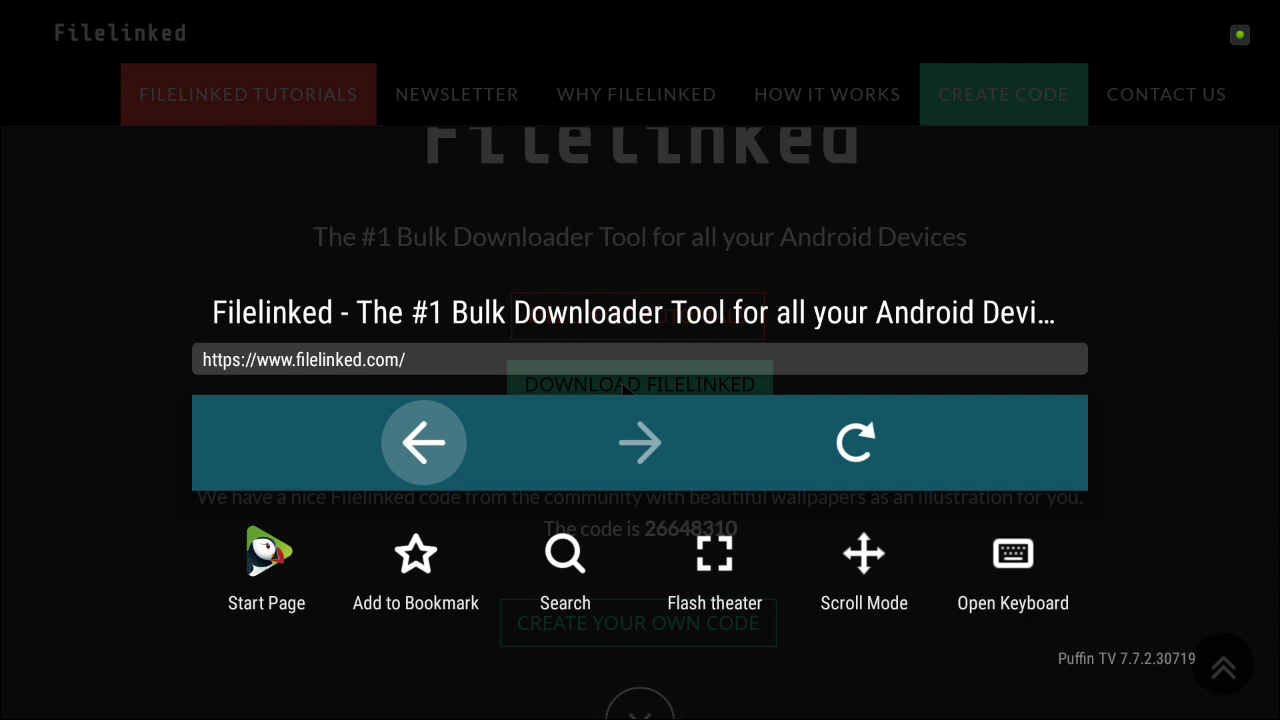 Filelinked
FILELINKED TUTORIALS NEWSLETTER WHY FILELINKED HOW IT WORKS CREATE CODE CONTACT US
Filelinked
The #1 Bulk Downloader Tool for all your Android Devices
Filelinked - The #1 Bulk Downloader Tool for all your Android Devi...
https://www.filelinked.com/
DOWNLOAD FILELINKED
We have a nice Filelinked code from the community with beautiful wallpapers as an illustration for you.
The code is 26648310
Start Page Add to Bookmark Search Flash theater Scroll Mode Open Keyboard
CREATE YOUR OWN CODE
Puffin TV 7.7.2.30719